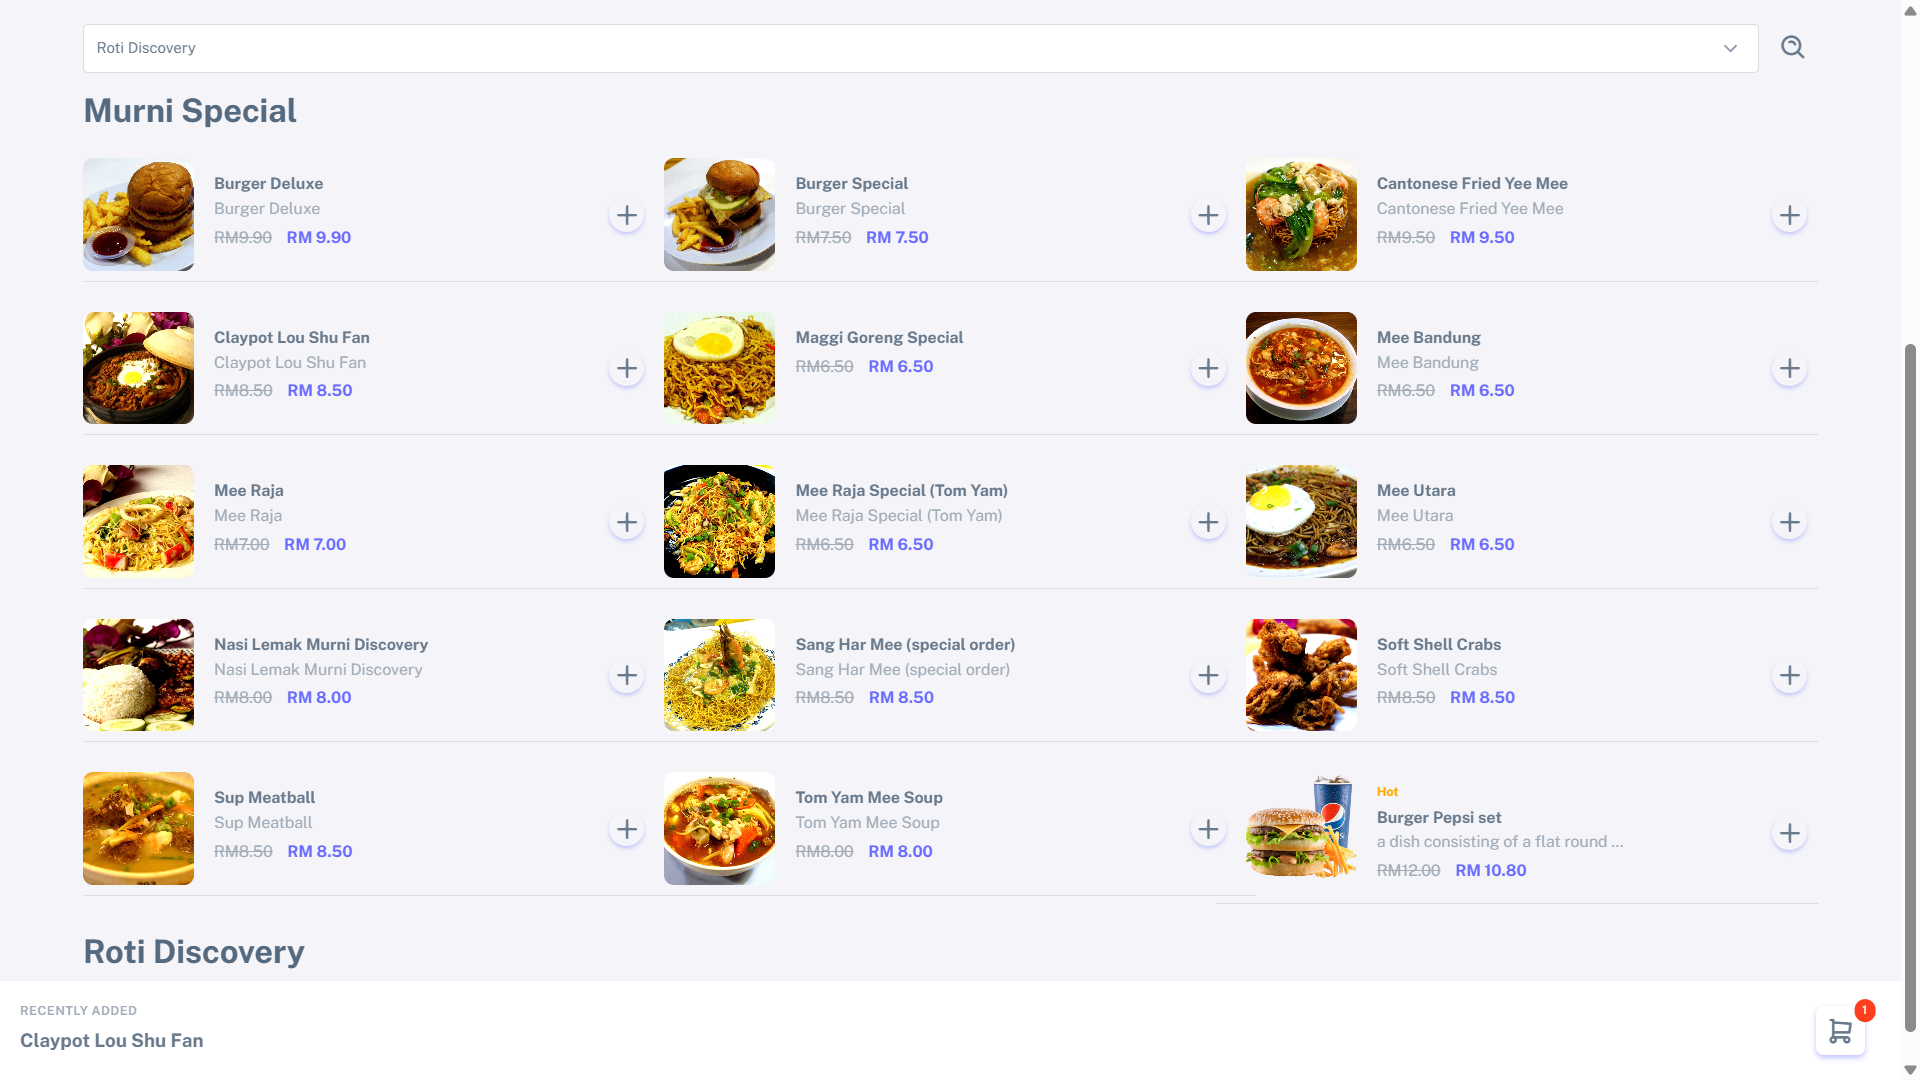 Roti Discovery
Murni Special
Burger Deluxe
Burger Deluxe
RM9.90 RM 9.90
Burger Special
Burger Special
RM7.50 RM 7.50
Cantonese Fried Yee Mee
Cantonese Fried Yee Mee
RM9.50 RM 9.50
Claypot Lou Shu Fan
Claypot Lou Shu Fan
RM8.50 RM 8.50
Maggi Goreng Special
RM6.50 RM 6.50
Mee Bandung
Mee Bandung
RM6.50 RM 6.50
Mee Raja
Mee Raja
RM7.00 RM 7.00
Mee Raja Special (Tom Yam)
Mee Raja Special (Tom Yam)
RM6.50 RM 6.50
Mee Utara
Mee Utara
RM6.50 RM 6.50
Nasi Lemak Murni Discovery
Nasi Lemak Murni Discovery
RM8.00 RM 8.00
Sang Har Mee (special order)
Sang Har Mee (special order)
RM8.50 RM 8.50
Soft Shell Crabs
Soft Shell Crabs
RM8.50 RM 8.50
Sup Meatball
Sup Meatball
RM8.50 RM 8.50
Tom Yam Mee Soup
Tom Yam Mee Soup
RM8.00 RM 8.00
Hot
Burger Pepsi set
a dish consisting of a flat round ...
RM12.00 RM 10.80
Roti Discovery
RECENTLY ADDED
Claypot Lou Shu Fan
1